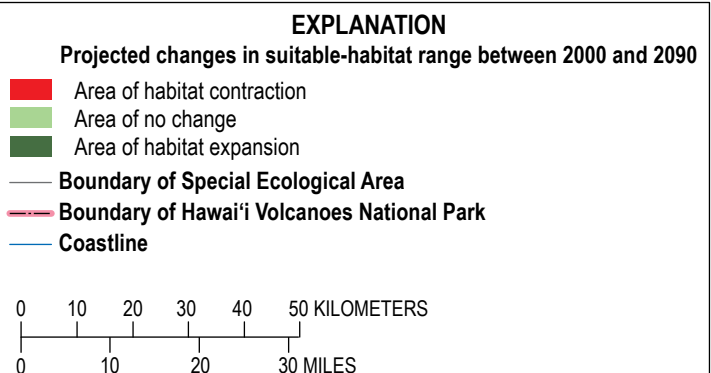 EXPLANATION
Projected changes in suitable-habitat range between 2000 and 2090
Area of habitat contraction
Area of no change
Area of habitat expansion
Boundary of Special Ecological Area
Boundary of Hawai‘i Volcanoes National Park
Coastline
0 10 20 30 40 50 KILOMETERS
0 10 20 30 MILES